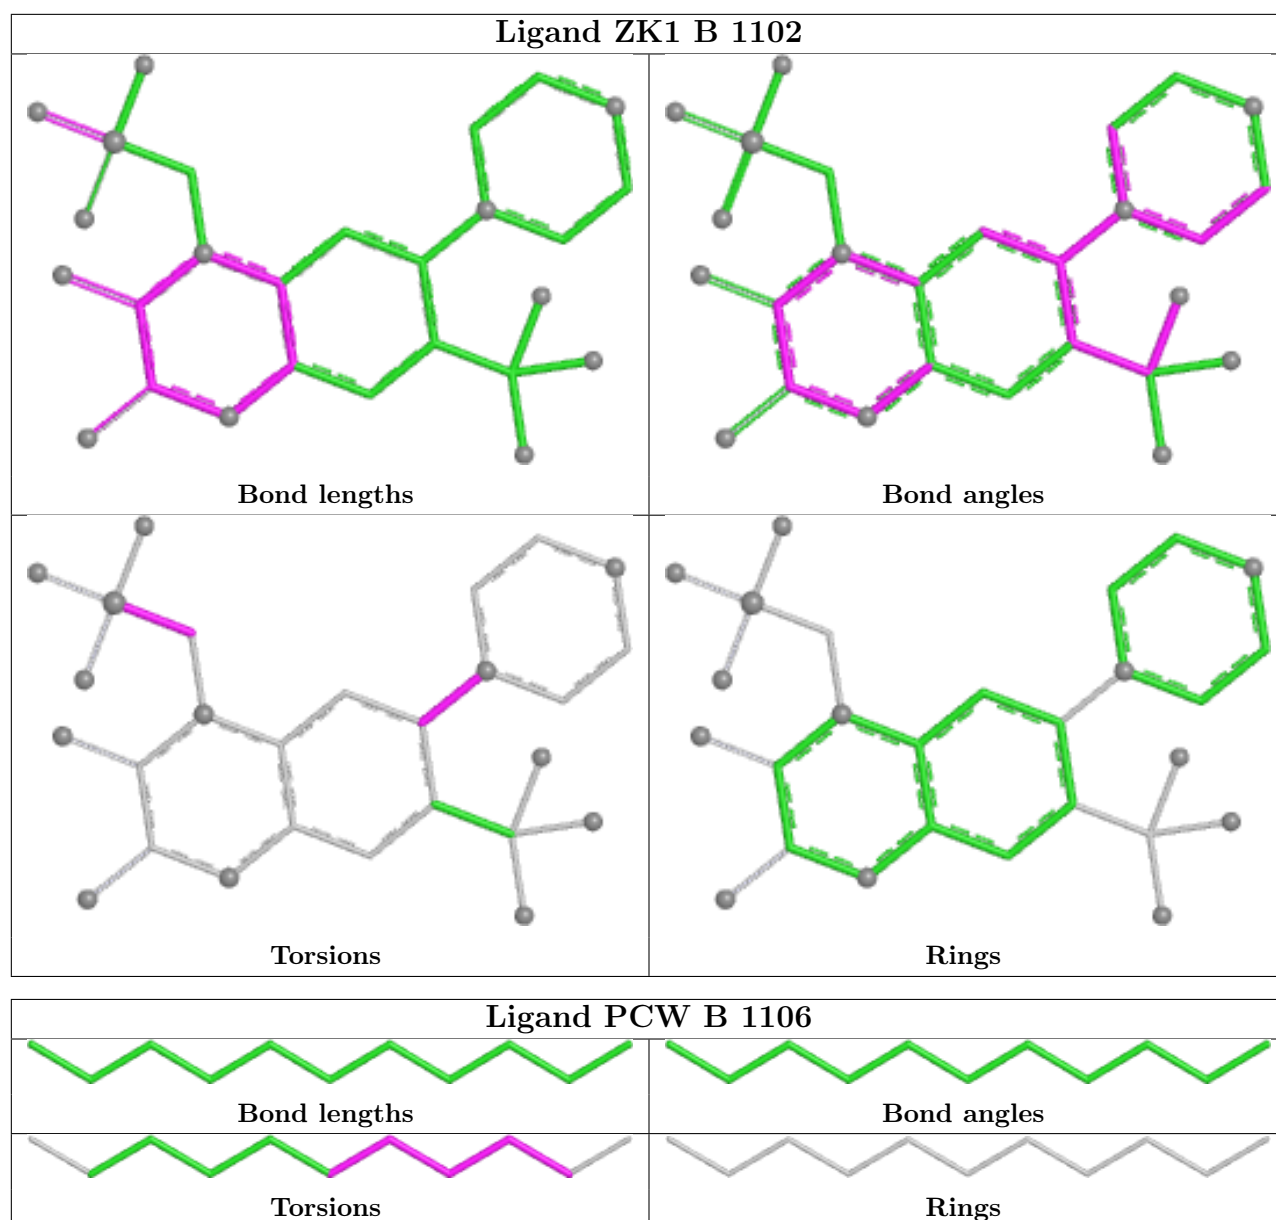 Ligand ZK1 B 1102
Bond lengths
Bond angles
Torsions
Rings
Ligand PCW B 1106
Bond lengths
Bond angles
Torsions
Rings